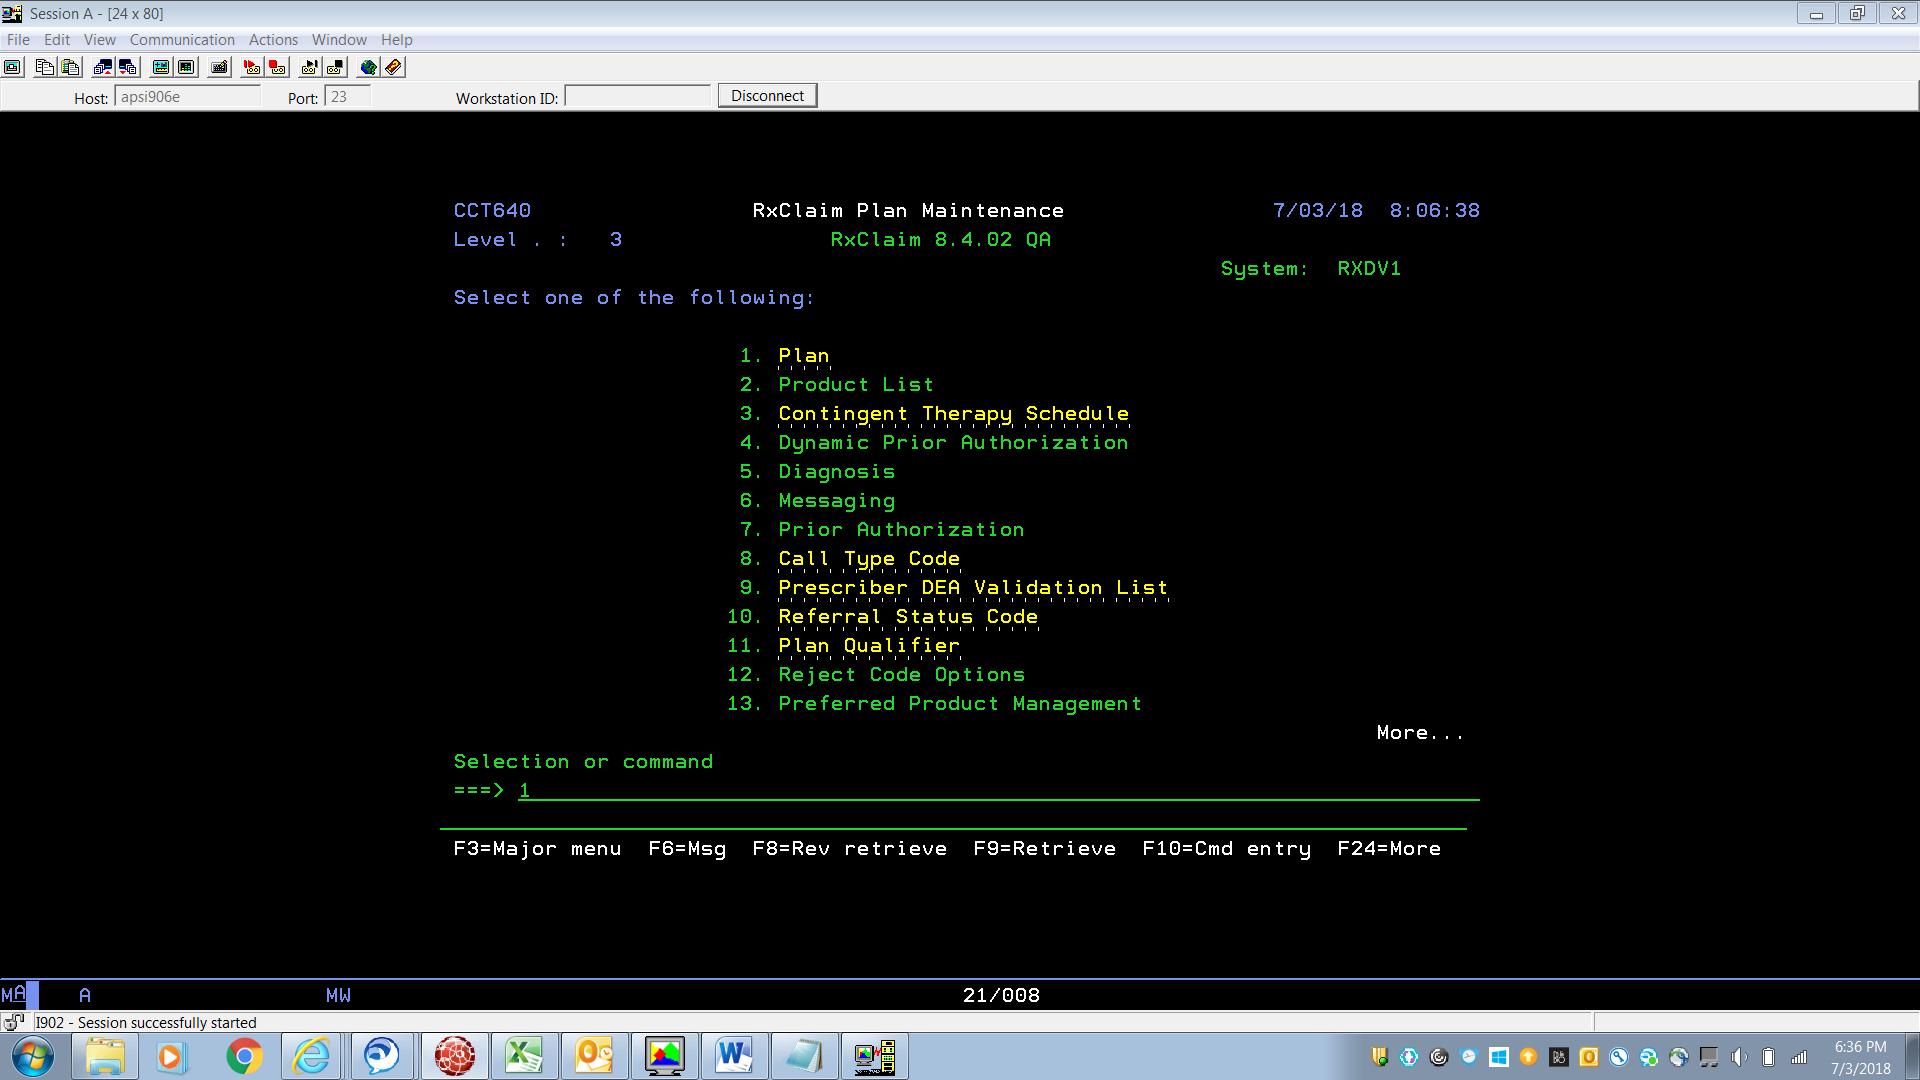 Session A - [24 x 80]
File Edit View Communication Actions Window Help
Host: apsi906e Port: 23 Workstation ID: Disconnect
CCT640 RxClaim Plan Maintenance 7/03/18 8:06:38
Level . : 3 RxClaim 8.4.02 QA
System: RXDV1
Select one of the following:
1. Plan
2. Product List
3. Contingent Therapy Schedule
4. Dynamic Prior Authorization
5. Diagnosis
6. Messaging
7. Prior Authorization
8. Call Type Code
9. Prescriber DEA Validation List
10. Referral Status Code
11. Plan Qualifier
12. Reject Code Options
13. Preferred Product Management
More...
Selection or command
===> 1
F3=Major menu F6=Msg F8=Rev retrieve F9=Retrieve F10=Cmd entry F24=More
MA A MW 21/008
I902 - Session successfully started
6:36 PM
7/3/2018